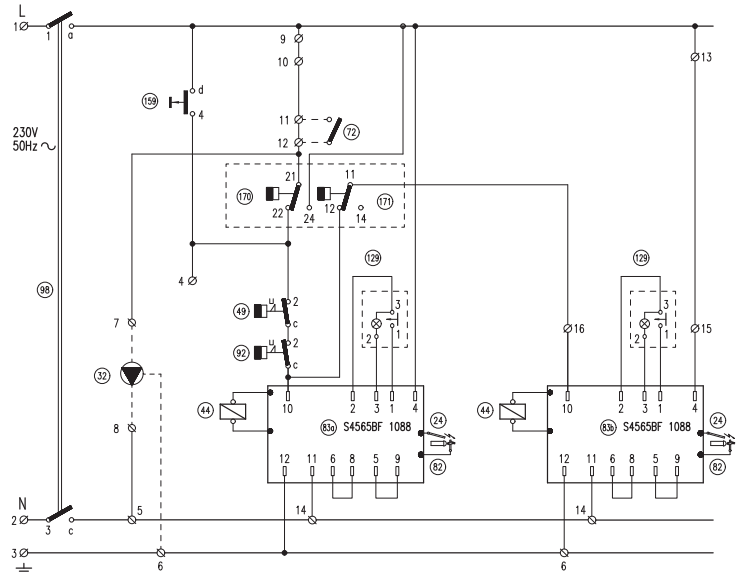 L
1 1 a
9
13
10
d
159
4
11
72
12
230V
50Hz
21 11
170 171
22 24 12 14
4
129 129
98
49 u 2
c
3 3
7
16 15
92 u 2
c
2 1 2 1
32
44 10 2 3 1 4 44 10 2 3 1 4
83a S4565BF 1088 24 83b S4565BF 1088 24
8
12 11 6 8 5 9 82 12 11 6 8 5 9 82
N
5 14 14
2 3 c
3
6 6